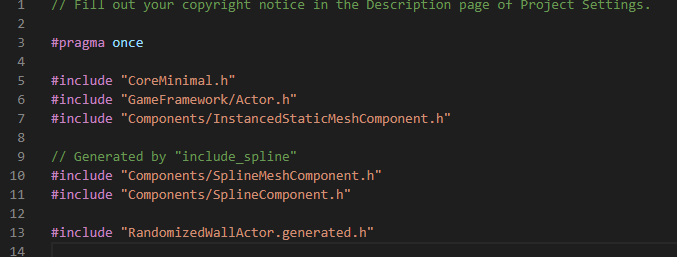 1 // Fill out your copyright notice in the Description page of Project Settings.
2
3 #pragma once
4
5 #include "CoreMinimal.h"
6 #include "GameFramework/Actor.h"
7 #include "Components/InstancedStaticMeshComponent.h"
8
9 // Generated by "include_spline"
10 #include "Components/SplineMeshComponent.h"
11 #include "Components/SplineComponent.h"
12
13 #include "RandomizedWallActor.generated.h"
14